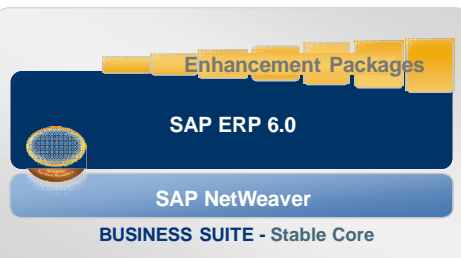 Enhancement Packages
SAP ERP 6.0
SAP NetWeaver
BUSINESS SUITE - Stable Core